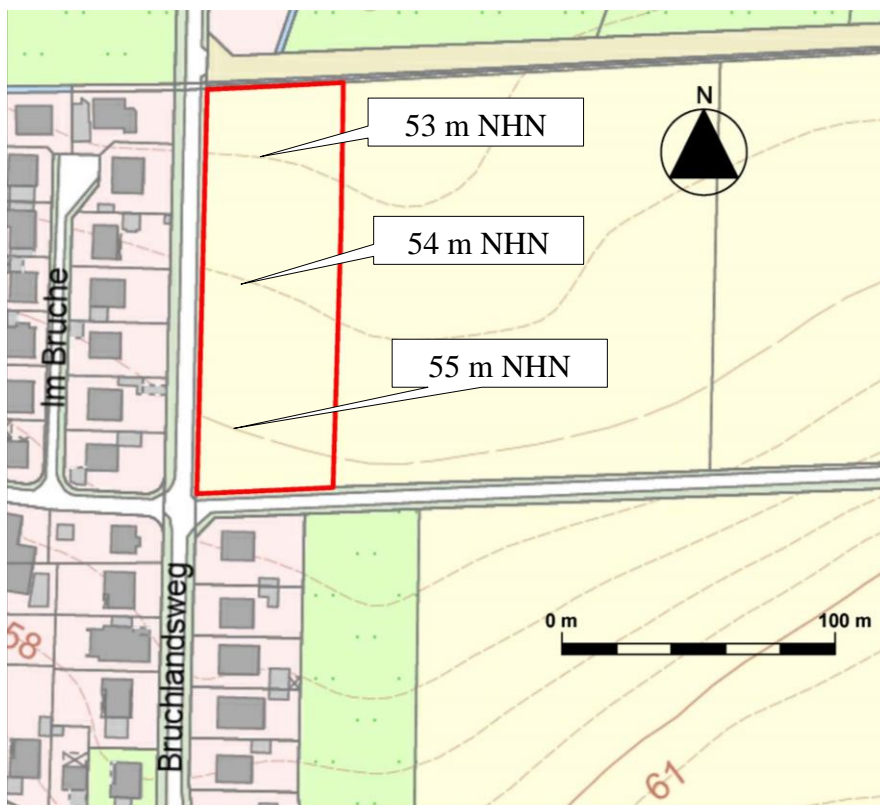 N
53 m NHN
54 m NHN
55 m NHN
Im Bruche
Bruchlandsweg
0 m
100 m
58
61